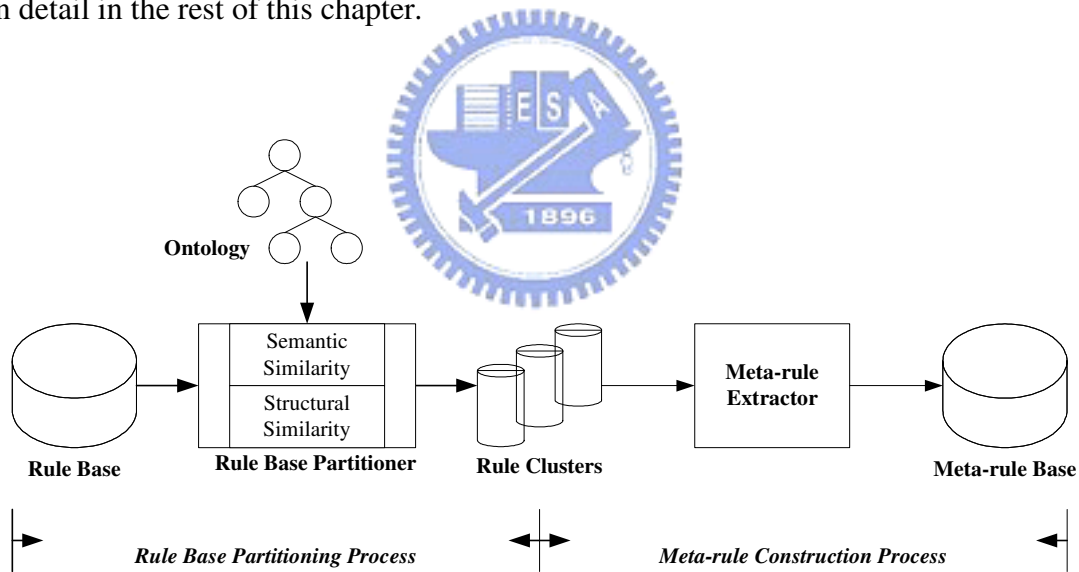 n detail in the rest of this chapter.
E S A
1896
Ontology
Semantic
Similarity
Structural
Similarity
Meta-rule
Extractor
Rule Base
Rule Base Partitioner
Rule Clusters
Meta-rule Base
Rule Base Partitioning Process
Meta-rule Construction Process